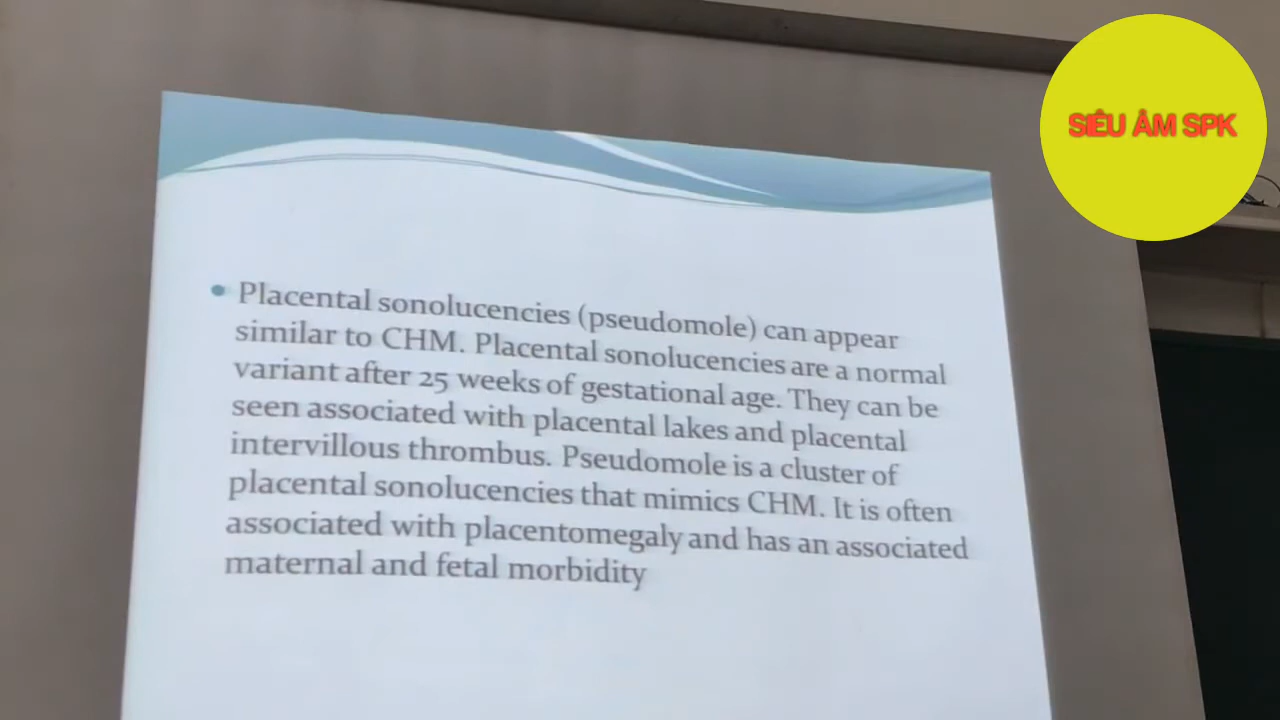 SIÊU ÂM SPK
Placental sonolucencies (pseudomole) can appear
similar to CHM. Placental sonolucencies are a normal
variant after 25 weeks of gestational age. They can be
seen associated with placental lakes and placental
intervillous thrombus. Pseudomole is a cluster of
placental sonolucencies that mimics CHM. It is often
associated with placentomegaly and has an associated
maternal and fetal morbidity